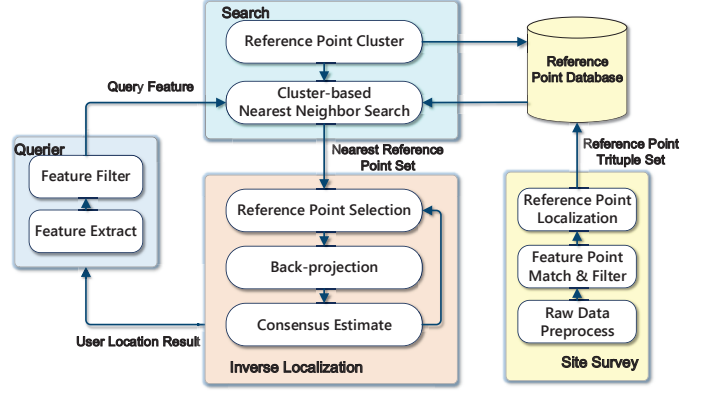 Search
Reference Point Cluster
Cluster-based
Nearest Neighbor Search
Reference
Point Database
Query Feature
Querier
Feature Filter
Feature Extract
User Location Result
Nearest Reference
Point Set
Reference Point Selection
Back-projection
Consensus Estimate
Inverse Localization
Reference Point
Trituple Set
Reference Point
Localization
Feature Point
Match & Filter
Raw Data
Preprocess
Site Survey